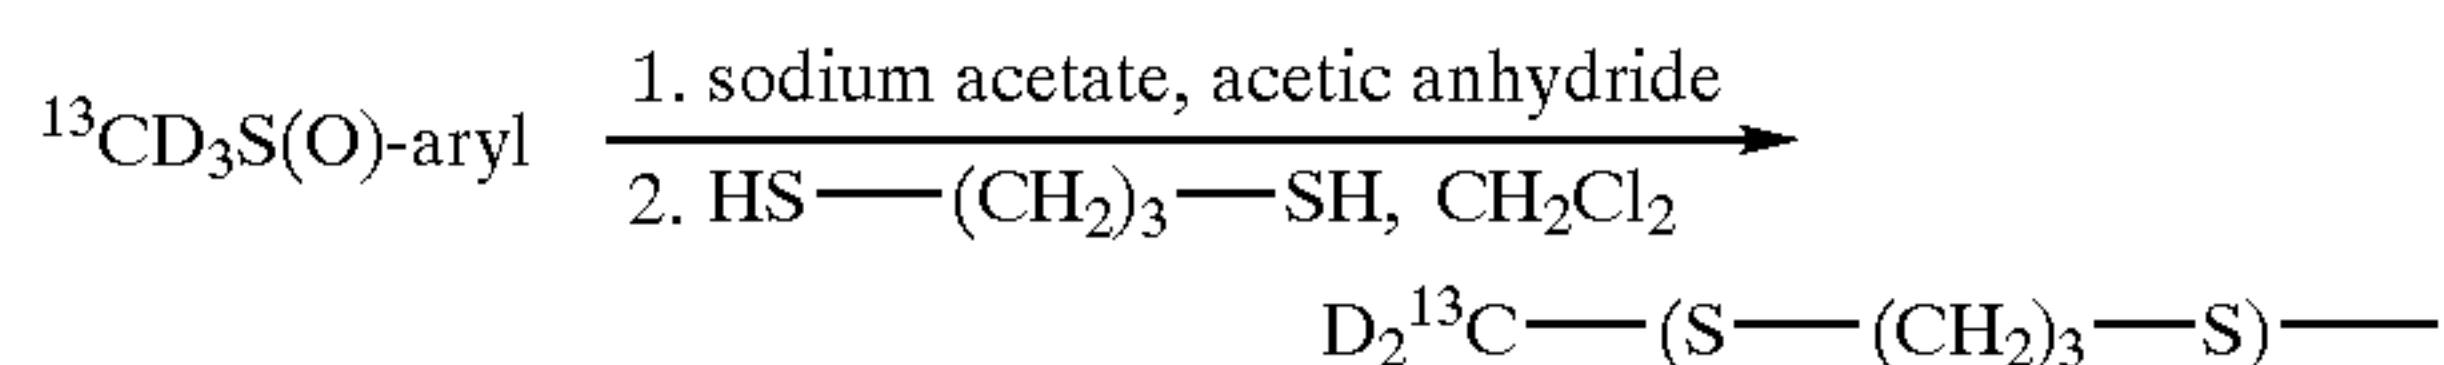 1. sodium acetate, acetic anhydride
¹³CD₃S(O)-aryl
2. HS—(CH₂)₃—SH, CH₂Cl₂
D₂¹³C—(S—(CH₂)₃—S)—